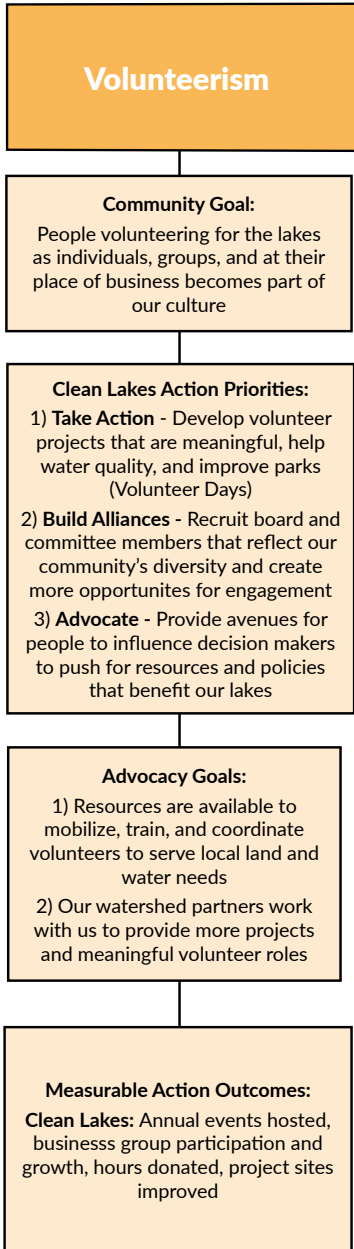 Volunteerism
Community Goal:
People volunteering for the lakes
as individuals, groups, and at their
place of business becomes part of
our culture
Clean Lakes Action Priorities:
1) Take Action - Develop volunteer
projects that are meaningful, help
water quality, and improve parks
(Volunteer Days)
2) Build Alliances - Recruit board and
committee members that reflect our
community's diversity and create
more opportunites for engagement
3) Advocate - Provide avenues for
people to influence decision makers
to push for resources and policies
that benefit our lakes
Advocacy Goals:
1) Resources are available to
mobilize, train, and coordinate
volunteers to serve local land and
water needs
2) Our watershed partners work
with us to provide more projects
and meaningful volunteer roles
Measurable Action Outcomes:
Clean Lakes: Annual events hosted,
businesss group participation and
growth, hours donated, project sites
improved